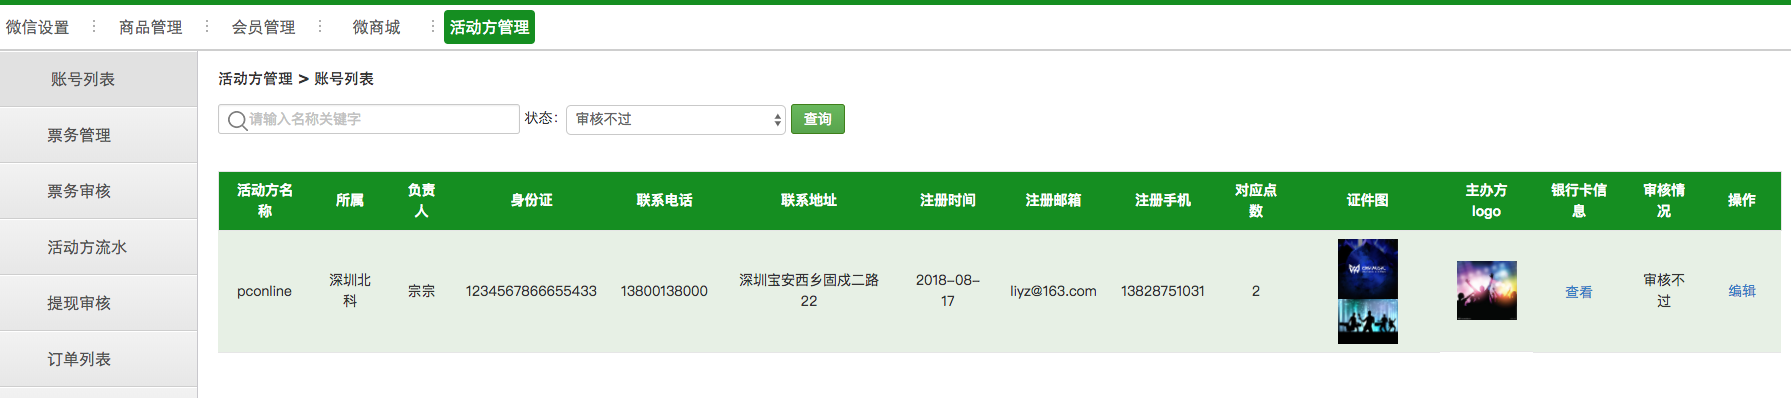 微信设置 商品管理 会员管理 微商城 活动方管理
账号列表
票务管理
票务审核
活动方流水
提现审核
订单列表
活动方管理 > 账号列表
请输入名称关键字 状态： 审核不过 查询
活动方名
称
所属
负责
人
身份证
联系电话
联系地址
注册时间
注册邮箱
注册手机
对应点
数
证件图
主办方
logo
银行卡信
息
审核情
况
操作
pconline
深圳北
科
宗宗
1234567866655433
13800138000
深圳宝安西乡固戍二路
22
2018-08-
17
liyz@163.com
13828751031
2
查看
审核不
过
编辑